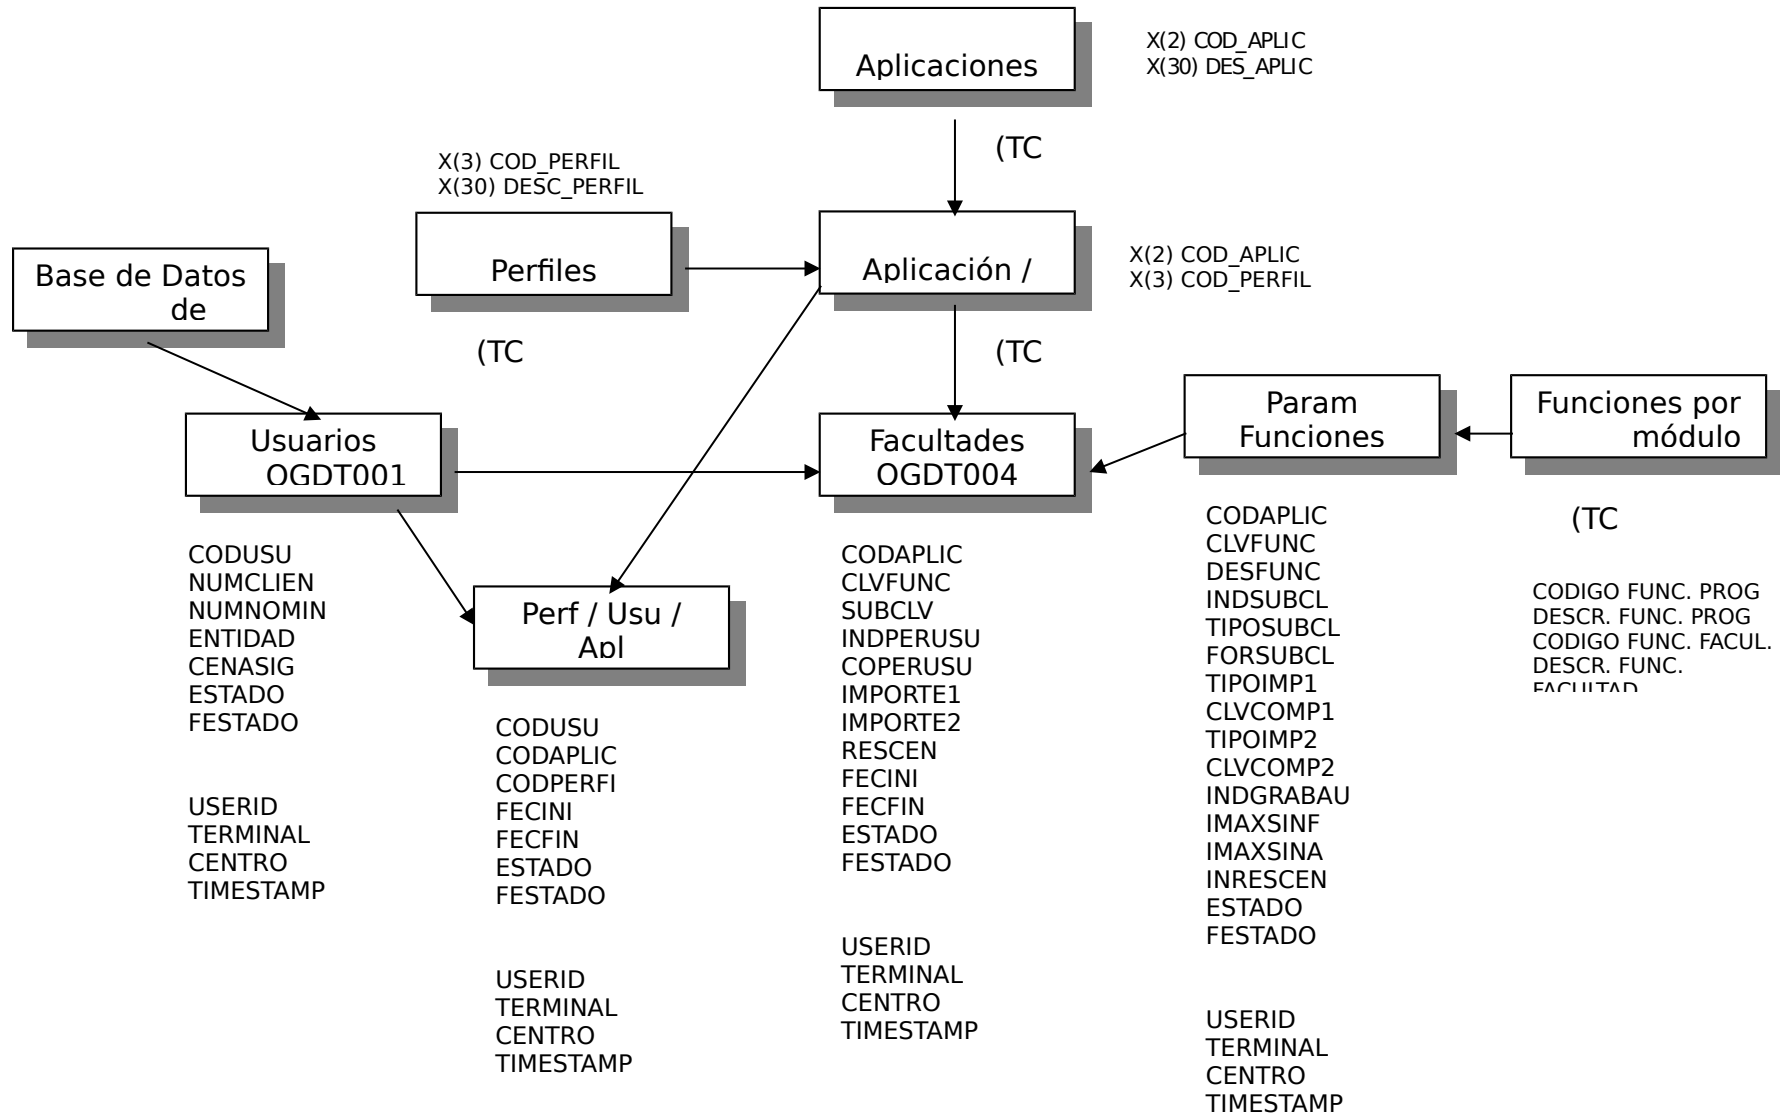 Aplicaciones
X(2) COD_APLIC
X(30) DES_APLIC
(TC
X(3) COD_PERFIL
X(30) DESC_PERFIL
Perfiles
(TC
Aplicación /
X(2) COD_APLIC
X(3) COD_PERFIL
(TC
Base de Datos
de
Usuarios
OGDT001
CODUSU
NUMCLIEN
NUMNOMIN
ENTIDAD
CENASIG
ESTADO
FESTADO
USERID
TERMINAL
CENTRO
TIMESTAMP
Perf / Usu /
Apl
CODUSU
CODAPLIC
CODPERFI
FECINI
FECFIN
ESTADO
FESTADO
USERID
TERMINAL
CENTRO
TIMESTAMP
Facultades
OGDT004
CODAPLIC
CLVFUNC
SUBCLV
INDPERUSU
COPERUSU
IMPORTE1
IMPORTE2
RESCEN
FECINI
FECFIN
ESTADO
FESTADO
USERID
TERMINAL
CENTRO
TIMESTAMP
Param
Funciones
CODAPLIC
CLVFUNC
DESFUNC
INDSUBCL
TIPOSUBCL
FORSUBCL
TIPOIMP1
CLVCOMP1
TIPOIMP2
CLVCOMP2
INDGRABAU
IMAXSINF
IMAXSINA
INRESCEN
ESTADO
FESTADO
USERID
TERMINAL
CENTRO
TIMESTAMP
Funciones por
módulo
(TC
CODIGO FUNC. PROG
DESCR. FUNC. PROG
CODIGO FUNC. FACUL.
DESCR. FUNC.
FACULTAD